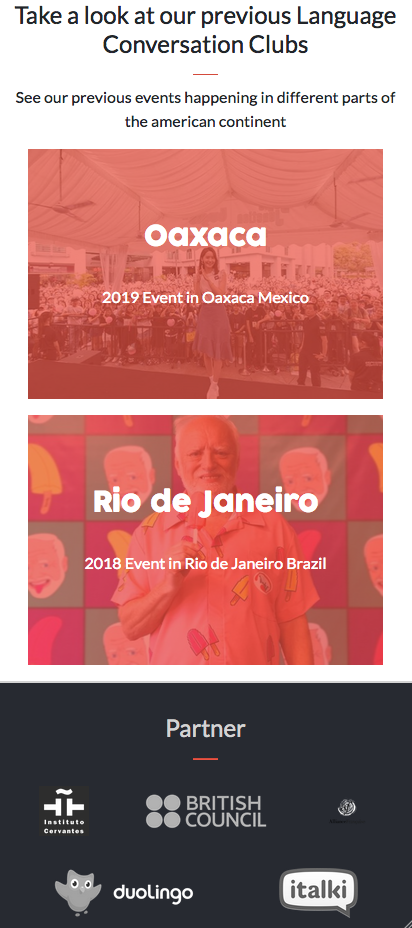 Take a look at our previous Language
Conversation Clubs
See our previous events happening in different parts of
the american continent
Oaxaca
2019 Event in Oaxaca Mexico
Rio de Janeiro
2018 Event in Rio de Janeiro Brazil
Partner
Instituto
Cervantes
BRITISH
COUNCIL
duolingo
italki